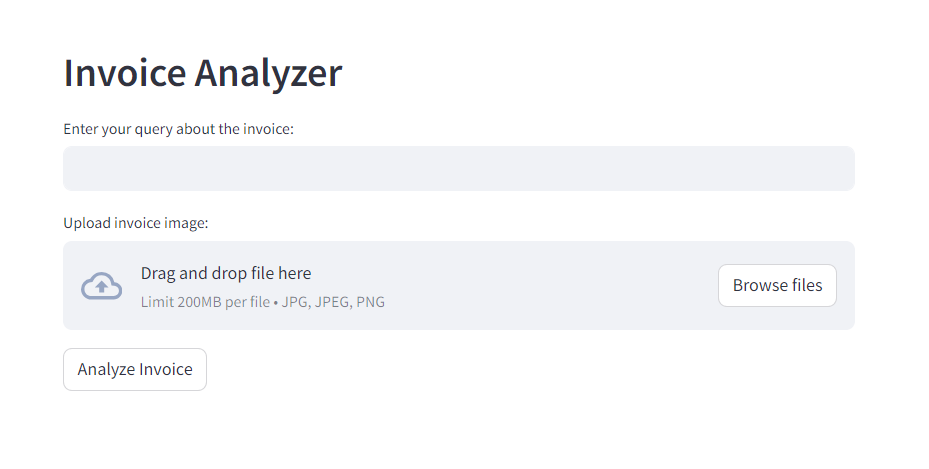 Invoice Analyzer
Enter your query about the invoice:
Upload invoice image:
Drag and drop file here
Limit 200MB per file • JPG, JPEG, PNG
Browse files
Analyze Invoice